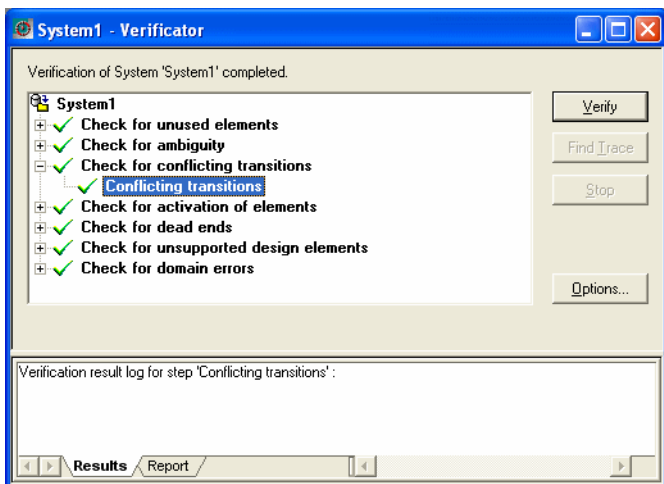 System1 - Verificator
Verification of System 'System1' completed.
System1
Check for unused elements
Check for ambiguity
Check for conflicting transitions
Conflicting transitions
Check for activation of elements
Check for dead ends
Check for unsupported design elements
Check for domain errors
Verify
Find Trace
Stop
Options...
Verification result log for step 'Conflicting transitions' :
Results
Report